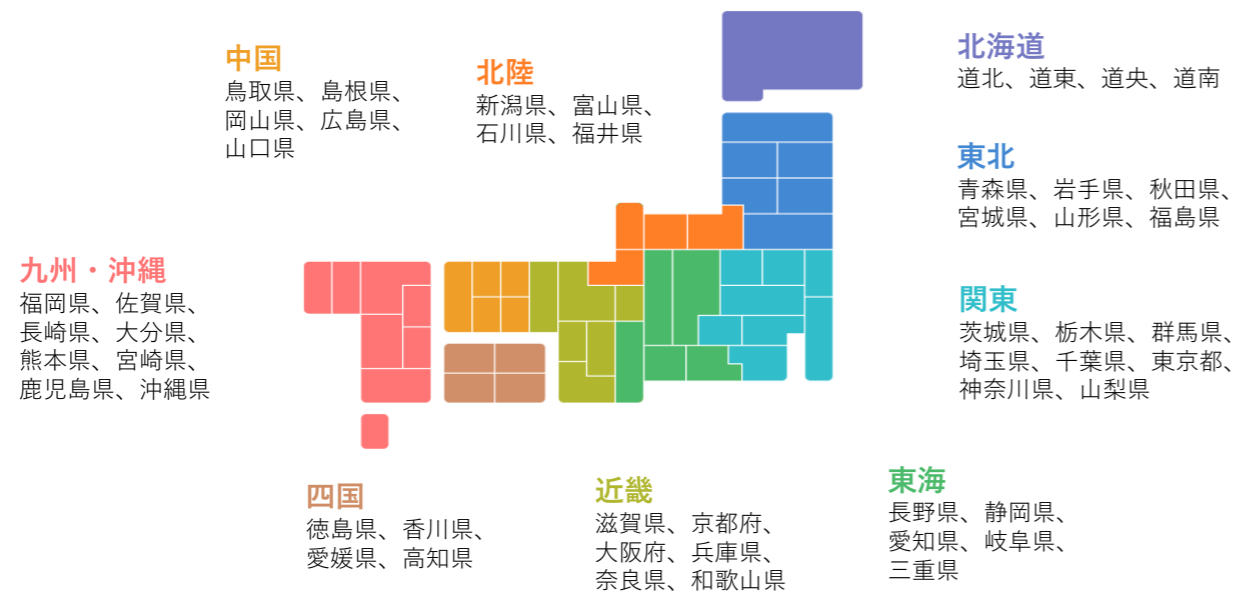 中国
鳥取県、島根県、
岡山県、広島県、
山口県
北陸
新潟県、富山県、
石川県、福井県
北海道
道北、道東、道央、道南
東北
青森県、岩手県、秋田県、
宮城県、山形県、福島県
九州・沖縄
福岡県、佐賀県、
長崎県、大分県、
熊本県、宮崎県、
鹿児島県、沖縄県
関東
茨城県、栃木県、群馬県、
埼玉県、千葉県、東京都、
神奈川県、山梨県
四国
徳島県、香川県、
愛媛県、高知県
近畿
滋賀県、京都府、
大阪府、兵庫県、
奈良県、和歌山県
東海
長野県、静岡県、
愛知県、岐阜県、
三重県